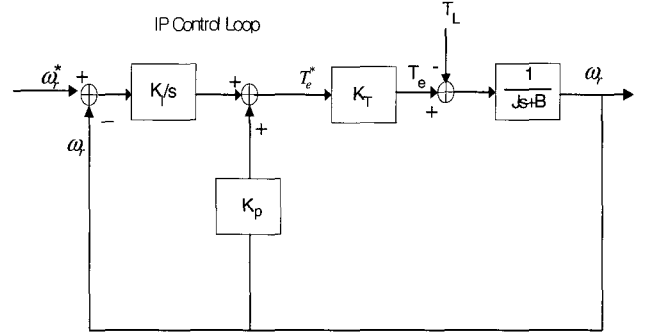 IP Control Loop
T_L
ω_r^* +
K_I/s
+
T_e^*
K_T
T_e
-
+
1
Js+B
ω_r
−
ω_r
+
K_p